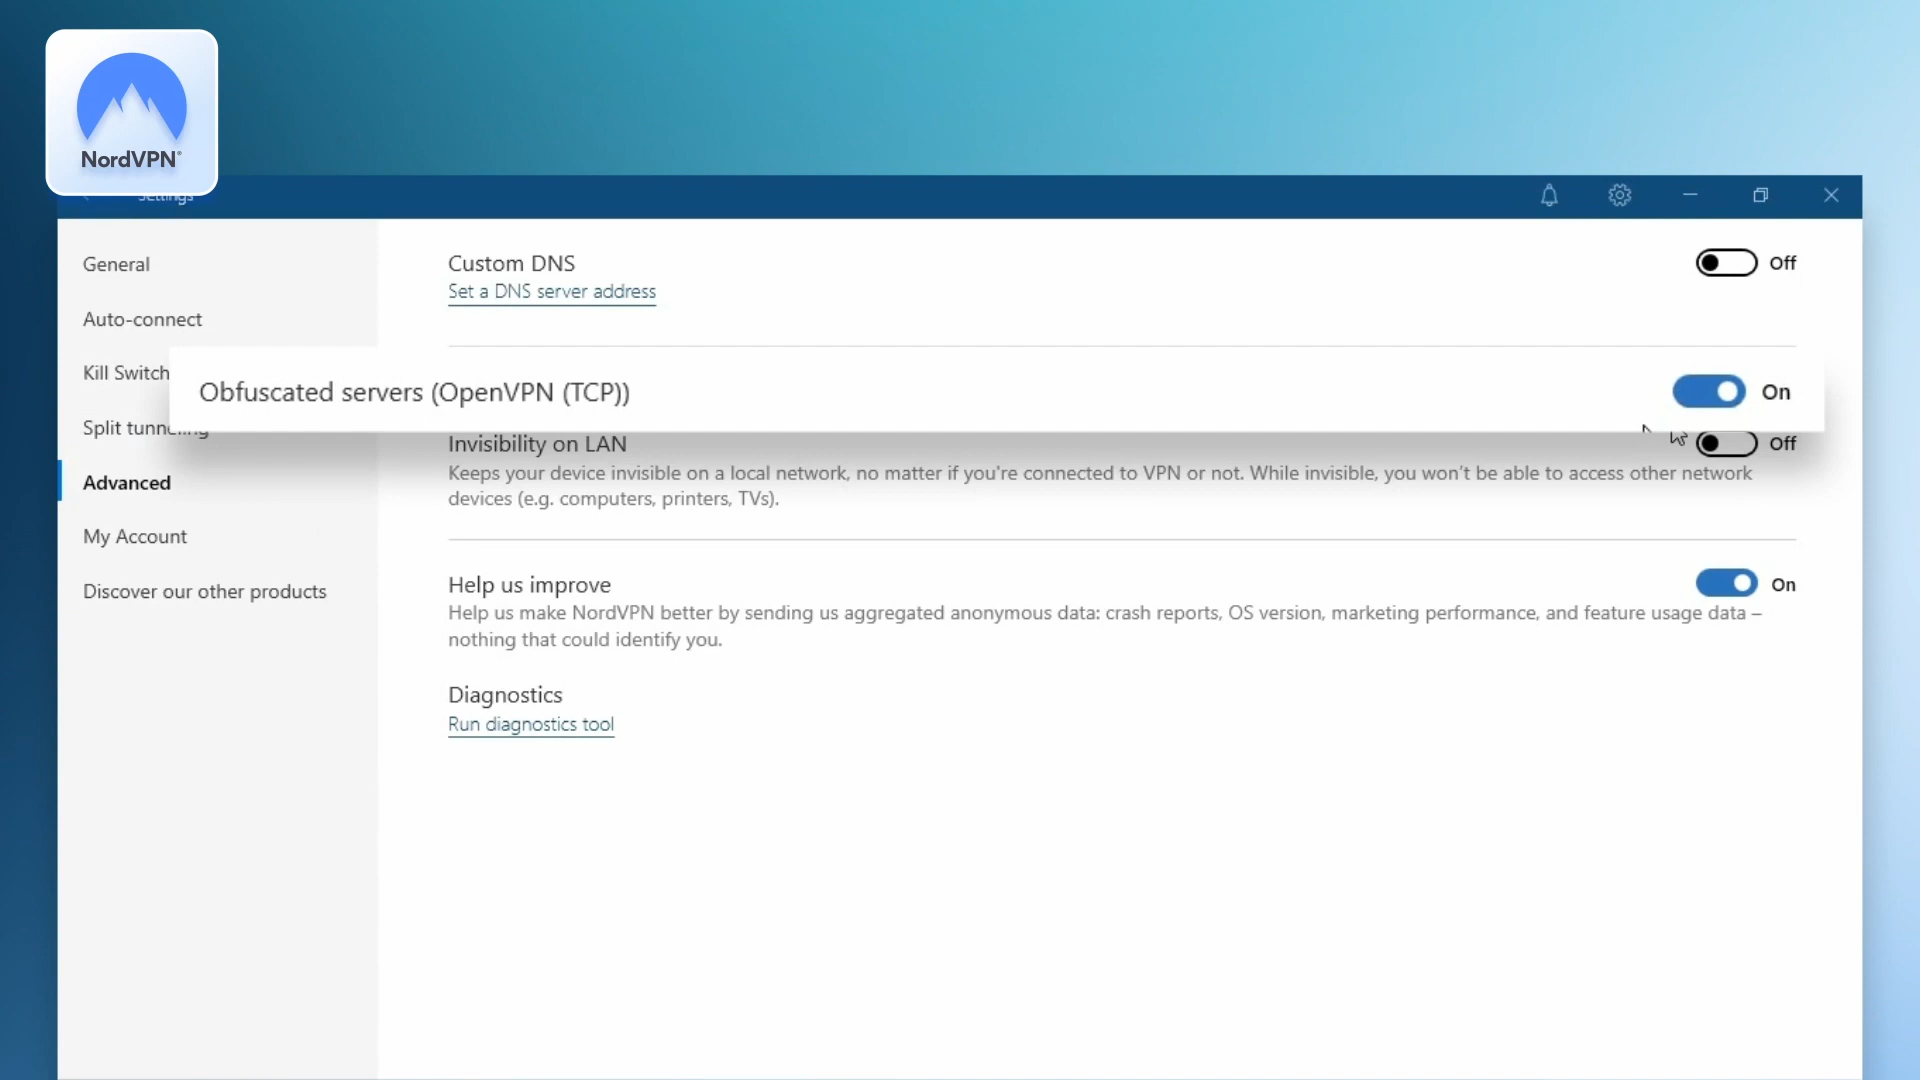 NordVPN®
Settings
General
Auto-connect
Kill Switch
Split tunneling
Advanced
My Account
Discover our other products
Custom DNS
Off
Set a DNS server address
Obfuscated servers (OpenVPN (TCP))
On
Invisibility on LAN
Off
Keeps your device invisible on a local network, no matter if you're connected to VPN or not. While invisible, you won't be able to access other network
devices (e.g. computers, printers, TVs).
Help us improve
On
Help us make NordVPN better by sending us aggregated anonymous data: crash reports, OS version, marketing performance, and feature usage data –
nothing that could identify you.
Diagnostics
Run diagnostics tool